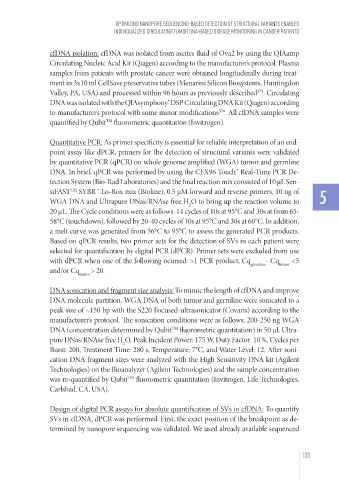 OPTIMIZING NANOPORE SEQUENCING-BASED DETECTION OF STRUCTURAL VARIANTS ENABLES
INDIVIDUALIZED CIRCULATING TUMOR DNA-BASED DISEASE MONITORING IN CANCER PATIENTS
cfDNA isolation: cfDNA was isolated from ascites fluid of Ova2 by using the QIAamp
Circulating Nucleic Acid Kit (Qiagen) according to the manufacturer's protocol. Plasma
samples from patients with prostate cancer were obtained longitudinally during treat-
ment in 3x10 ml CellSave preservative tubes (Menarini Silicon Biosystems, Huntingdon
Valley, PA, USA) and processed within 96 hours as previously described. Circulating
DNA was isolated with the QIAsymphony® DSP Circulating DNA Kit (Qiagen) according
to manufacturer's protocol with some minor modifications. All cfDNA samples were
quantified by Qubit™ fluorometric quantitation (Invitrogen).
Quantitative PCR: As primer specificity is essential for reliable interpretation of an end-
point assay like dPCR, primers for the detection of structural variants were validated
by quantitative PCR (qPCR) on whole genome amplified (WGA) tumor and germline
DNA. In brief, qPCR was performed by using the CFX96 Touch™ Real-Time PCR De-
tection System (Bio-Rad Laboratories) and the final reaction mix consisted of 10 µL Sen-
siFAST™ SYBR® Lo-Rox mix (Bioline), 0.5 µM forward and reverse primers, 10 ng of
WGA DNA and Ultrapure DNas/RNAse free H2O to bring up the reaction volume to
20 µL. The Cycle conditions were as follows: 14 cycles of 10s at 95°C and 30s at from 65-
58°C (touchdown), followed by 20-40 cycles of 10s at 95°C and 30s at 60°C. In addition,
a melt curve was generated from 56°C to 95°C to assess the generated PCR products.
Based on qPCR results, two primer sets for the detection of SVs in each patient were
selected for quantification by digital PCR (dPCR). Primer sets were excluded from use
with dPCR when one of the following ocurred: >1 PCR product, Cqgermline - Cqtumor <5
and/or Cqtumor > 20.
5
DNA sonication and fragment size analysis: To mimic the length of cfDNA and improve
DNA molecule partition, WGA DNA of both tumor and germline were sonicated to a
peak size of ~150 bp with the S220 Focused-ultrasonicator (Covaris) according to the
manufacturer's protocol. The sonication conditions were as follows: 200-250 ng WGA
DNA (concentration determined by Qubit™ fluorometric quantitation) in 50 µL Ultra-
pure DNas/RNAse free H2O, Peak Incident Power: 175 W, Duty Factor: 10 %, Cycles per
Burst: 200, Treatment Time: 280 s, Temperature: 7°C, and Water Level: 12. After soni-
cation DNA fragment sizes were analyzed with the High Sensitivity DNA kit (Agilent
Technologies) on the Bioanalyzer (Agilent Technologies) and the sample concentration
was re-quantified by Qubit™ fluorometric quantitation (Invitrogen, Life Technologies,
Carlsbad, CA, USA).
Design of digital PCR assays for absolute quantification of SVs in cfDNA: To quantify
SVs in cfDNA, dPCR was performed. First, the exact position of the breakpoint as de-
termined by nanopore sequencing was validated. We used already available sequenced
133